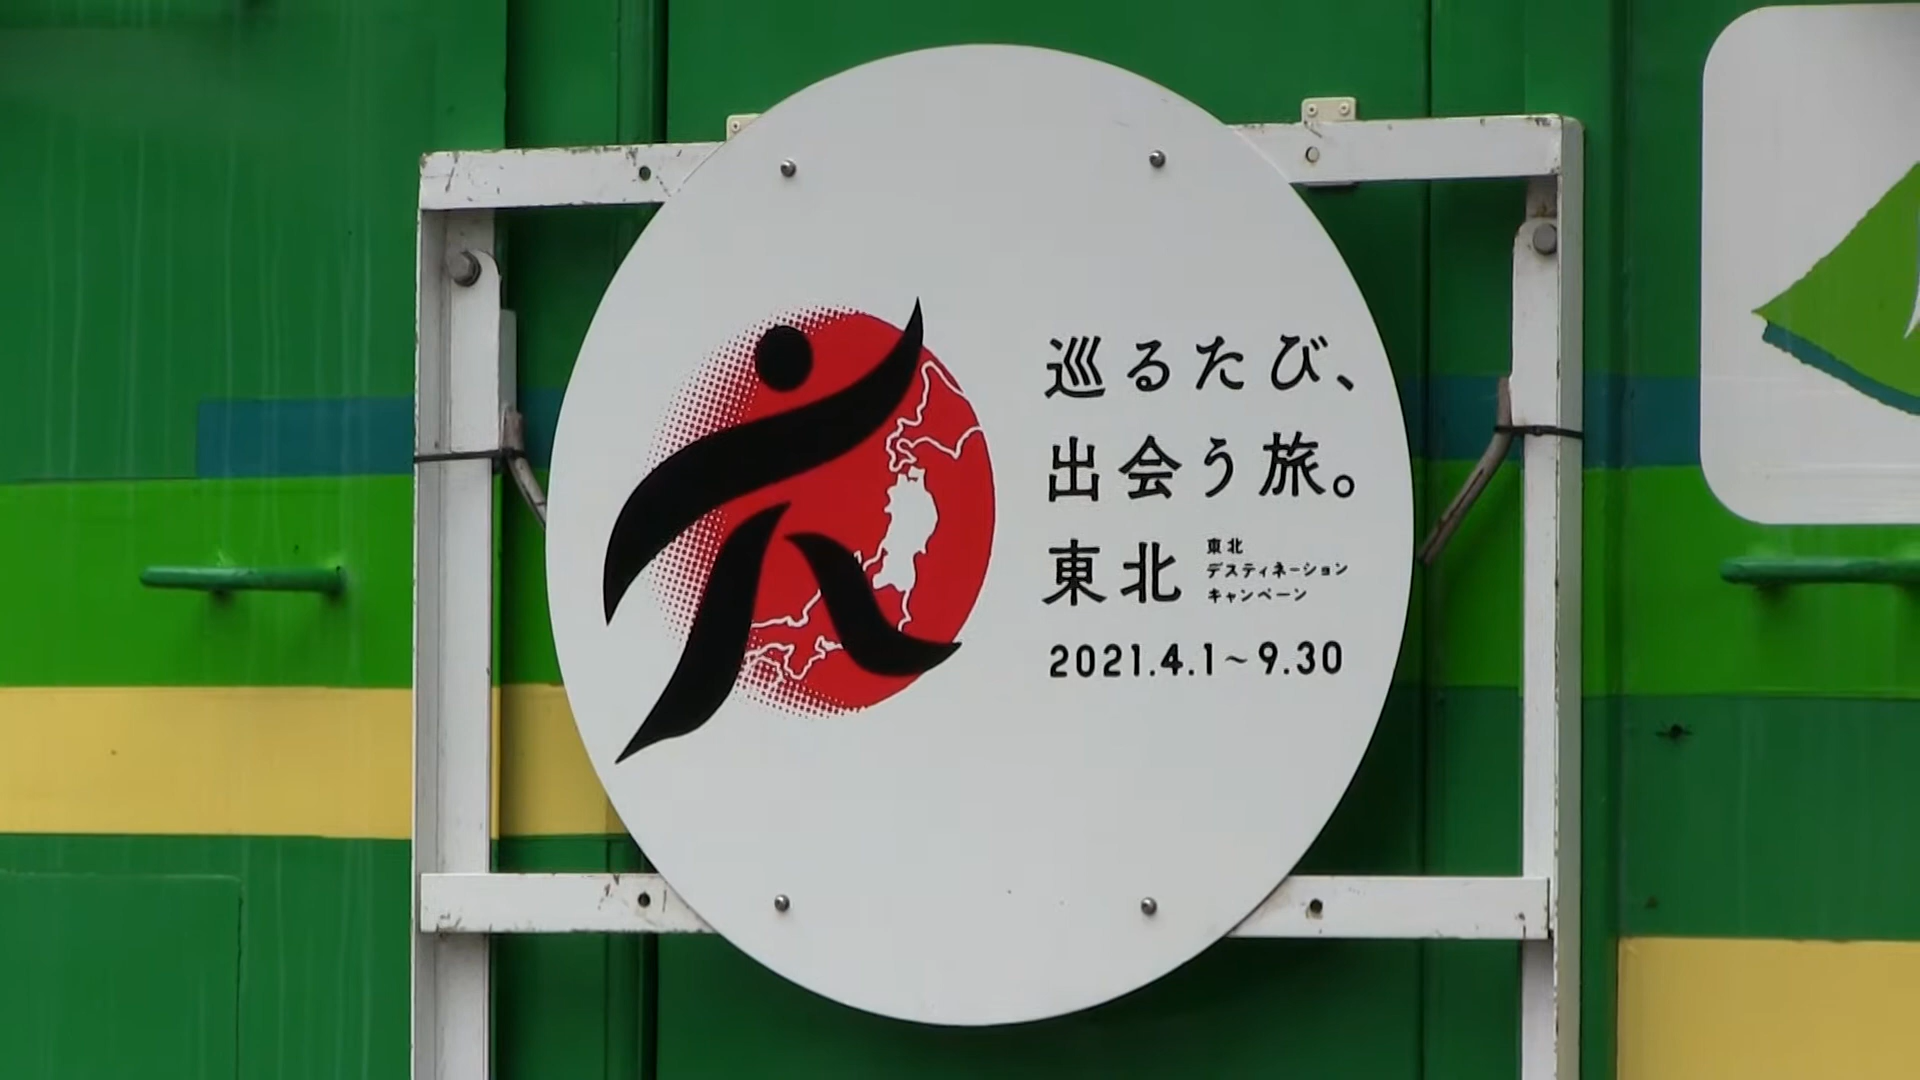 巡るたび、
出会う旅。
東北
東北
デスティネーション
キャンペーン
2021.4.1~9.30